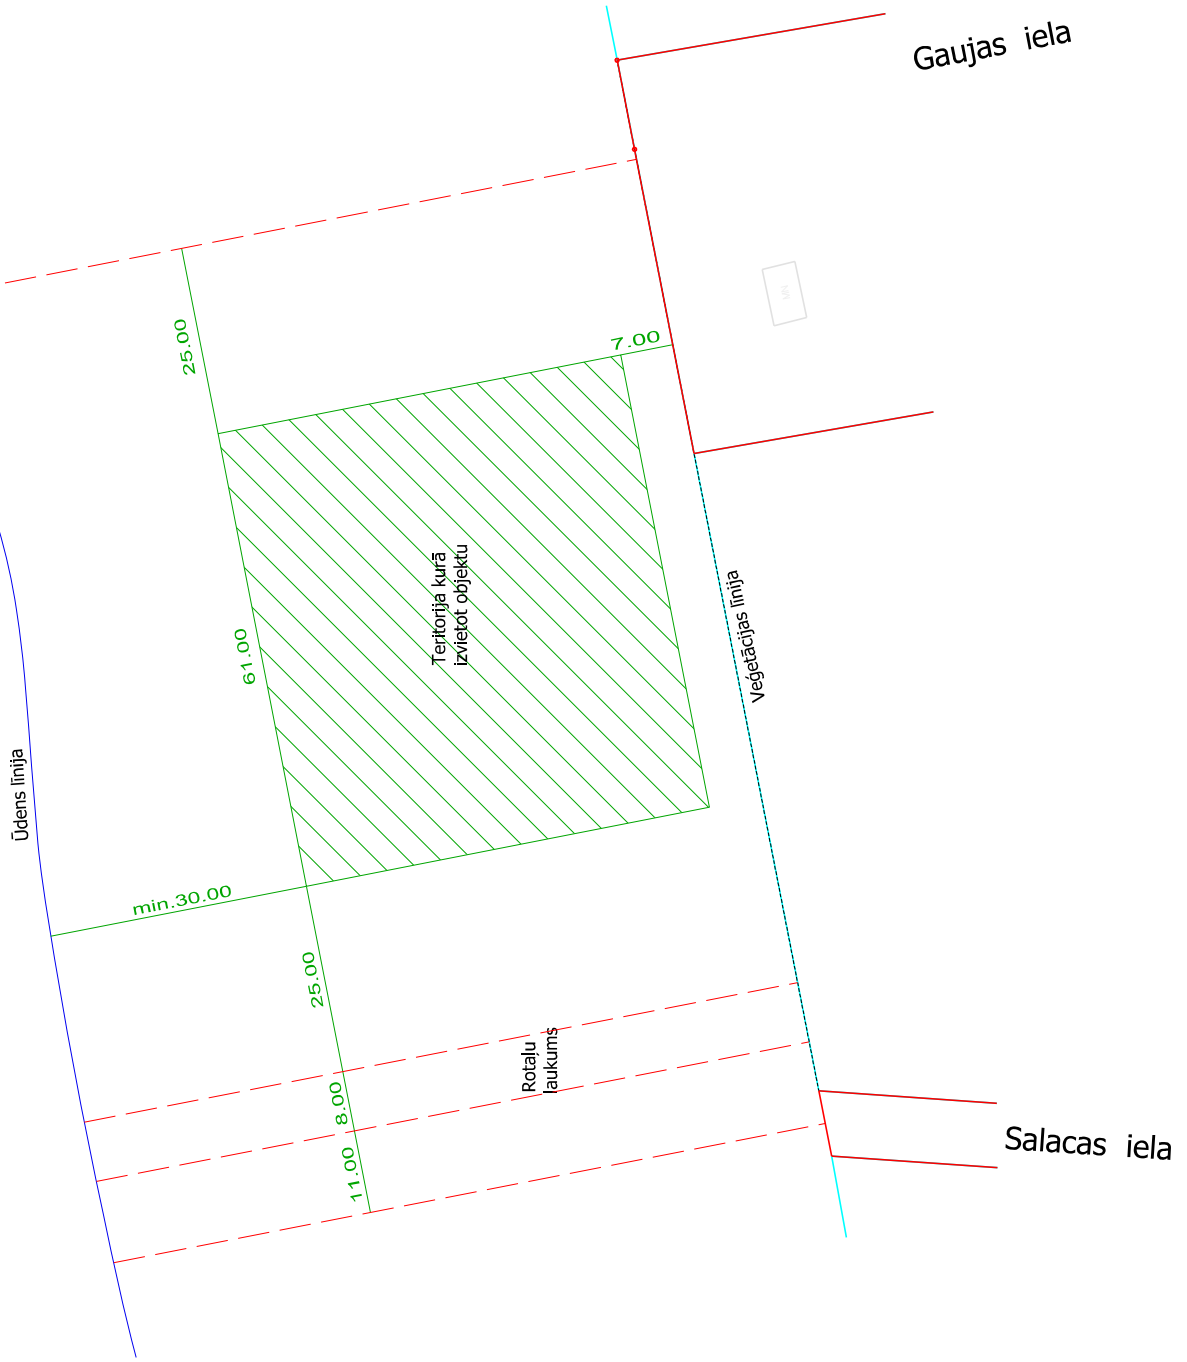 Gaujas iela
25.00
7.00
Teritorija kurā
izvietot objektu
61.00
Veģetācijas līnija
Ūdens līnija
min.30.00
25.00
Rotaļu
laukums
8.00
11.00
Salacas iela